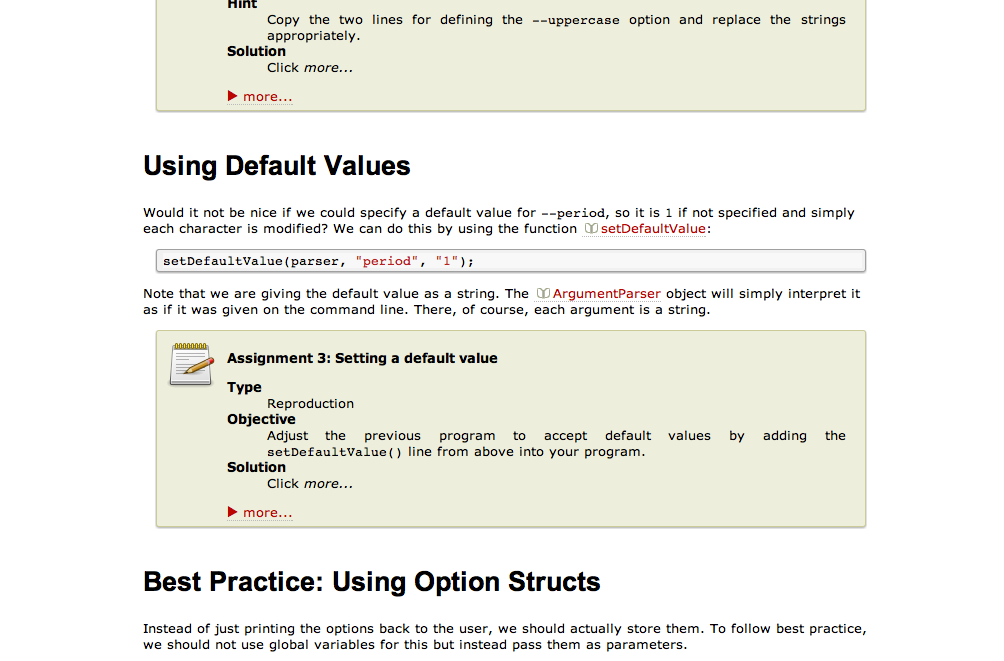 Hint
Copy the two lines for defining the --uppercase option and replace the strings
appropriately.
Solution
Click more...
▶ more...
Using Default Values
Would it not be nice if we could specify a default value for --period, so it is 1 if not specified and simply
each character is modified? We can do this by using the function setDefaultValue:
setDefaultValue(parser, "period", "1");
Note that we are giving the default value as a string. The ArgumentParser object will simply interpret it
as if it was given on the command line. There, of course, each argument is a string.
Assignment 3: Setting a default value
Type
Reproduction
Objective
Adjust the previous program to accept default values by adding the
setDefaultValue() line from above into your program.
Solution
Click more...
▶ more...
Best Practice: Using Option Structs
Instead of just printing the options back to the user, we should actually store them. To follow best practice,
we should not use global variables for this but instead pass them as parameters.